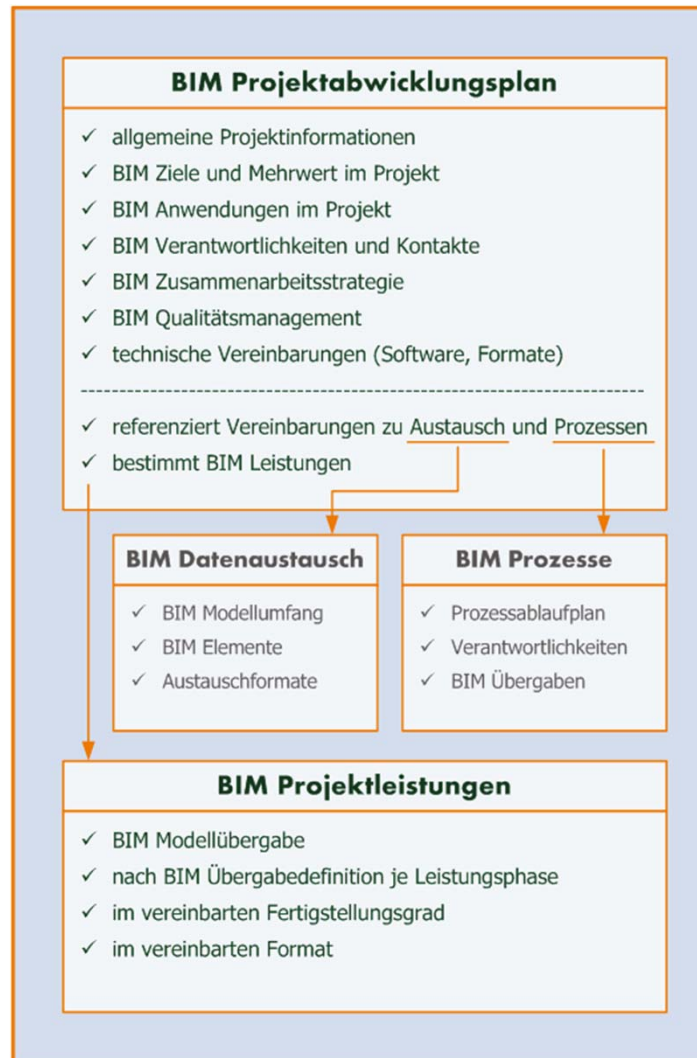 BIM Projektabwicklungsplan
✓ allgemeine Projektinformationen
✓ BIM Ziele und Mehrwert im Projekt
✓ BIM Anwendungen im Projekt
✓ BIM Verantwortlichkeiten und Kontakte
✓ BIM Zusammenarbeitsstrategie
✓ BIM Qualitätsmanagement
✓ technische Vereinbarungen (Software, Formate)
✓ referenziert Vereinbarungen zu Austausch und Prozessen
✓ bestimmt BIM Leistungen
BIM Datenaustausch
✓ BIM Modellumfang
✓ BIM Elemente
✓ Austauschformate
BIM Prozesse
✓ Prozessablaufplan
✓ Verantwortlichkeiten
✓ BIM Übergaben
BIM Projektleistungen
✓ BIM Modellübergabe
✓ nach BIM Übergabedefinition je Leistungsphase
✓ im vereinbarten Fertigstellungsgrad
✓ im vereinbarten Format